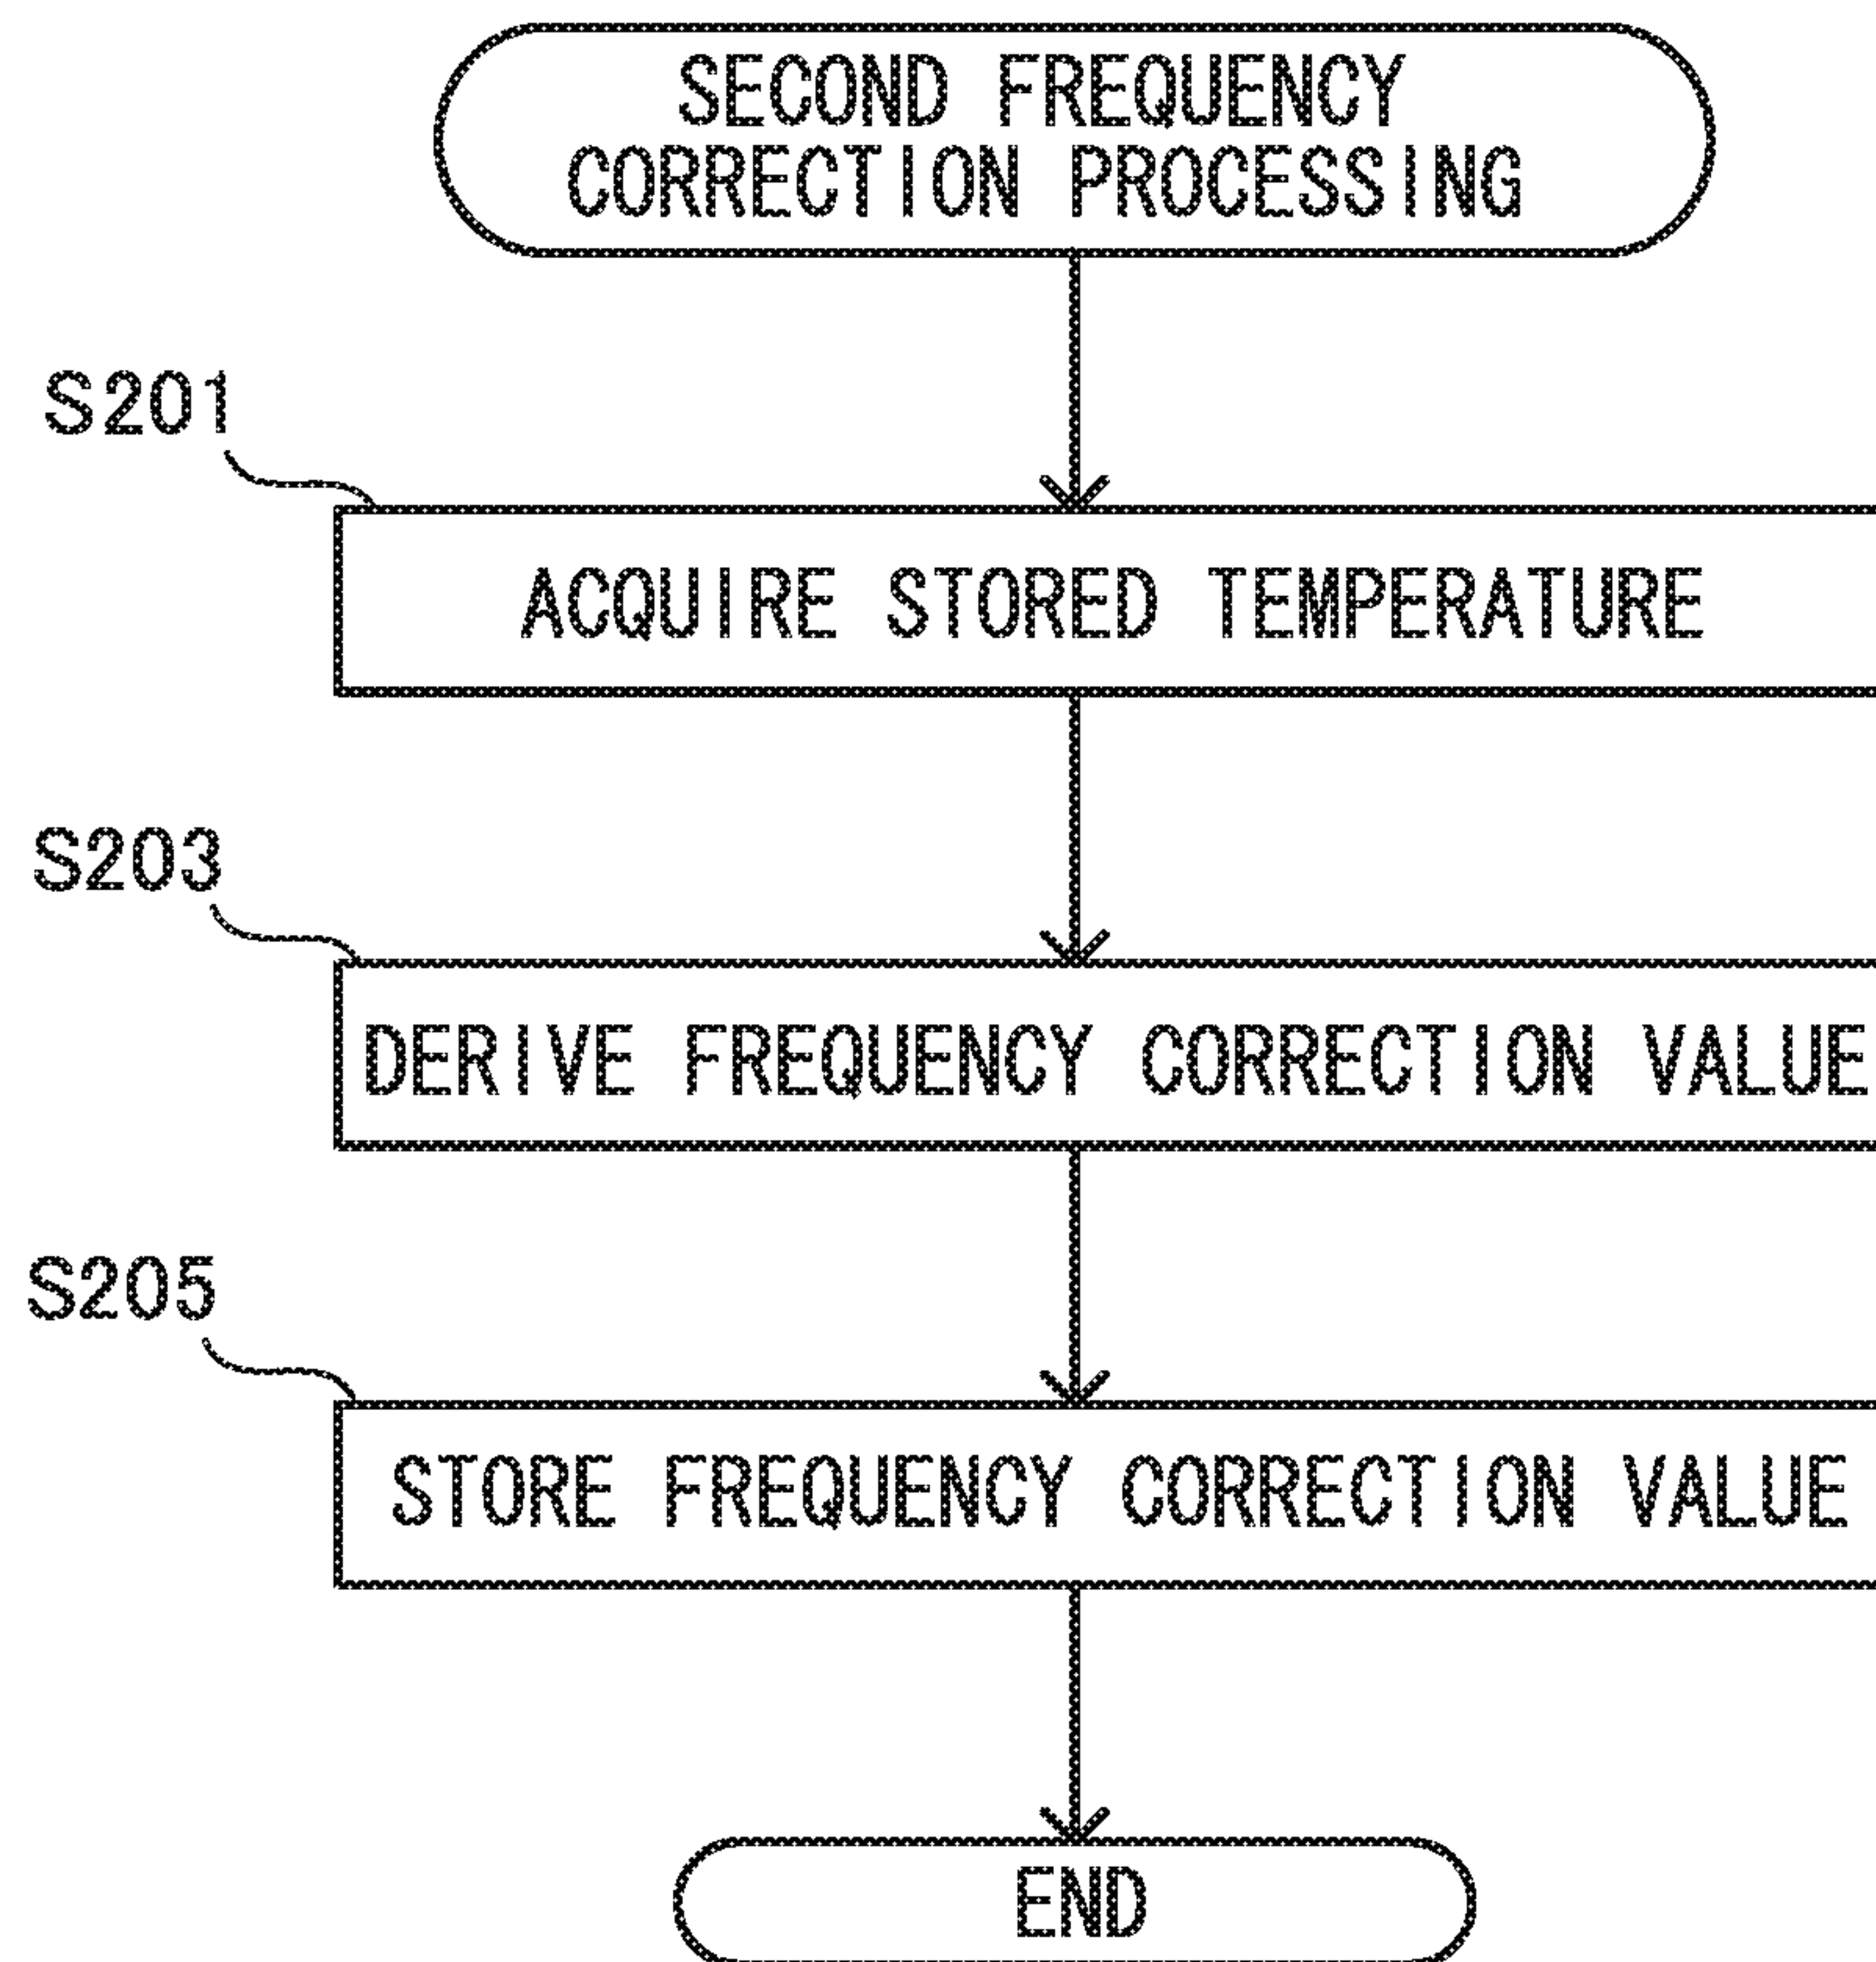 SECOND FREQUENCY
CORRECTION PROCESSING
S201
ACQUIRE STORED TEMPERATURE
S203
DERIVE FREQUENCY CORRECTION VALUE
S205
STORE FREQUENCY CORRECTION VALUE
END